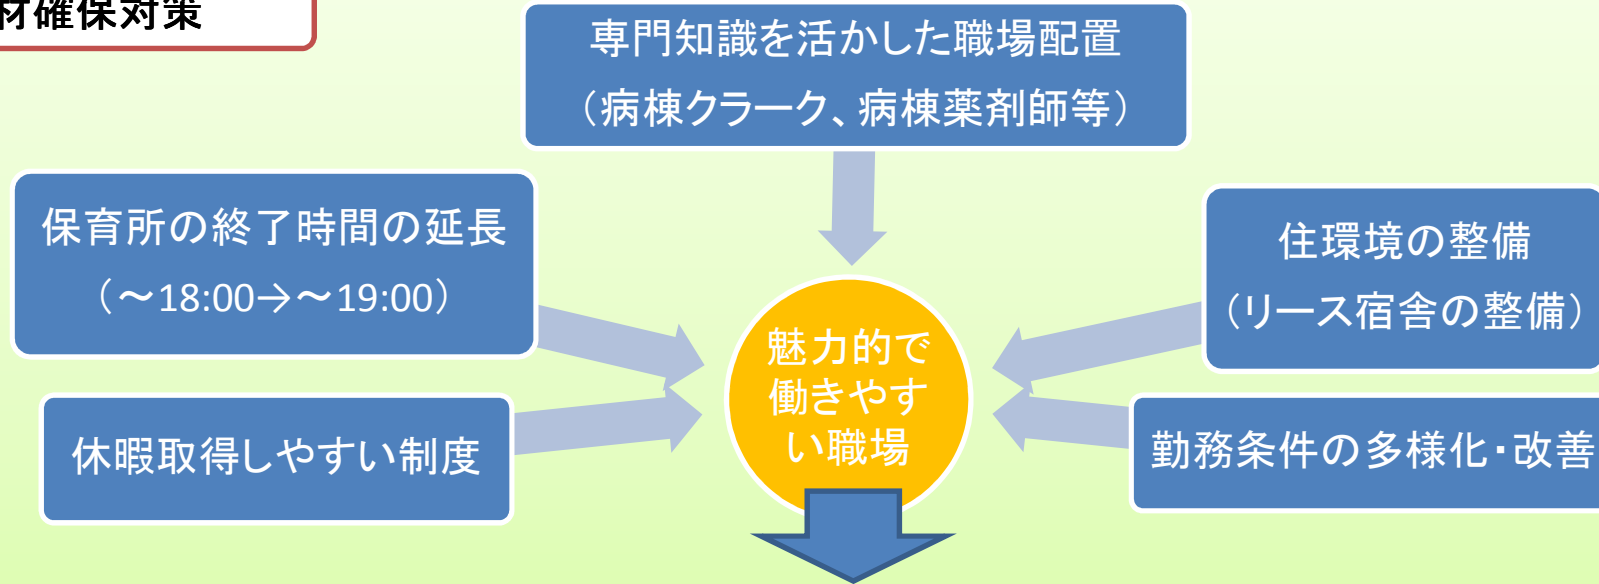 材確保対策
専門知識を活かした職場配置
（病棟クラーク、病棟薬剤師等）
保育所の終了時間の延長
（～18:00→～19:00）
住環境の整備
（リース宿舎の整備）
魅力的で
働きやす
い職場
休暇取得しやすい制度
勤務条件の多様化・改善